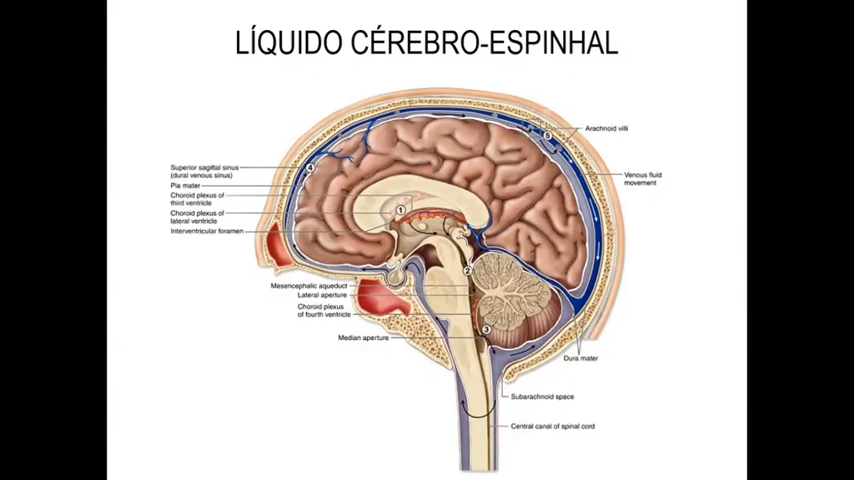 LÍQUIDO CÉREBRO-ESPINHAL
Arachnoid villi
5
4
Superior sagittal sinus
(dural venous sinus)
Venous fluid
movement
Pia mater
Choroid plexus of
third ventricle
1
Choroid plexus of
lateral ventricle
Interventricular foramen
2
Mesencephalic aqueduct
Lateral aperture
Choroid plexus
of fourth ventricle
3
Median aperture
Dura mater
Subarachnoid space
Central canal of spinal cord